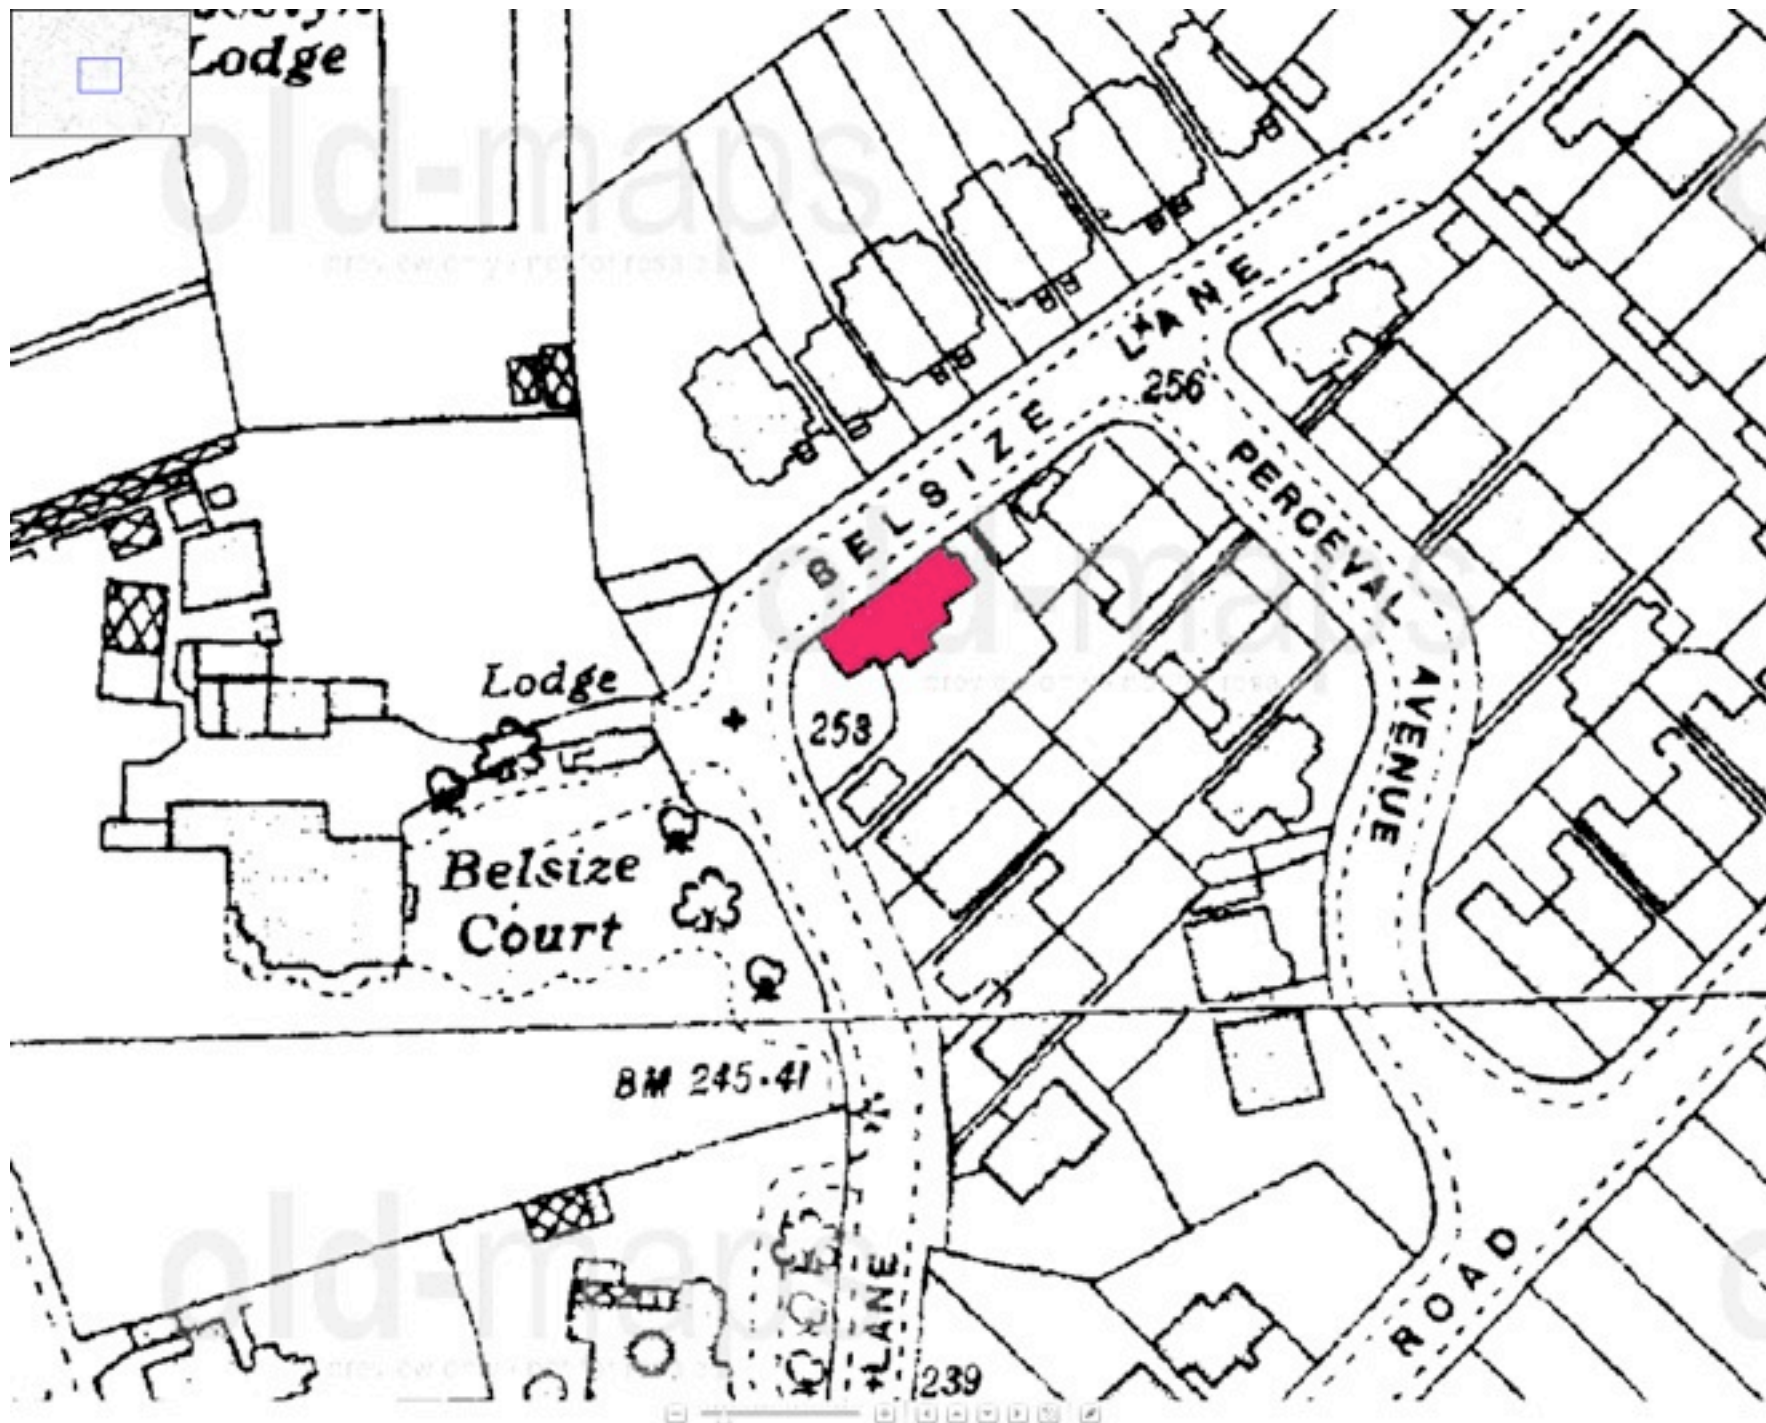 Lodge
old-maps
LANE
256
BELSIZE
PERCEVAL
AVENUE
old-maps
Lodge
253
Belsize
Court
BM 245·41
old-maps
LANE
ROAD
239